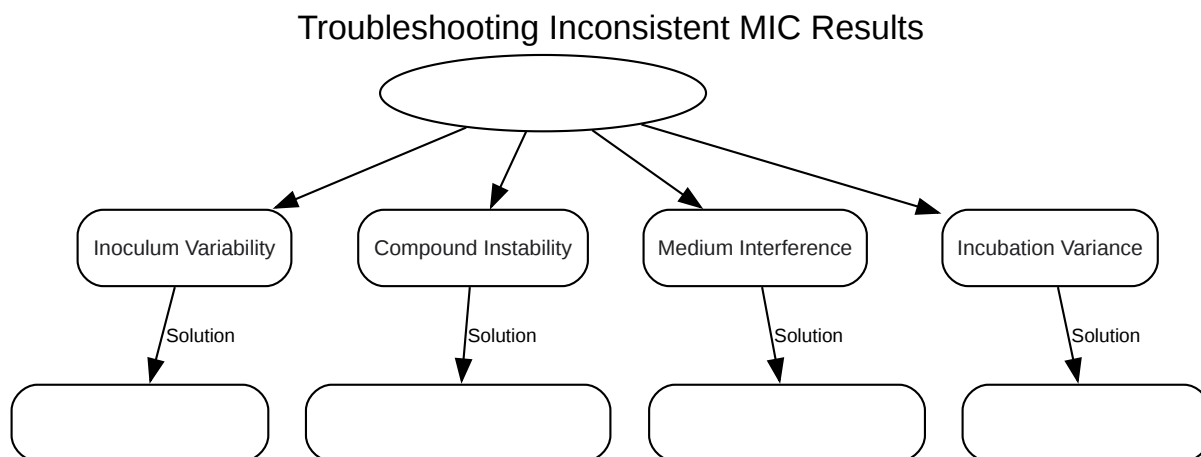 Troubleshooting Inconsistent MIC Results
Inoculum Variability
Compound Instability
Medium Interference
Incubation Variance
Solution
Solution
Solution
Solution